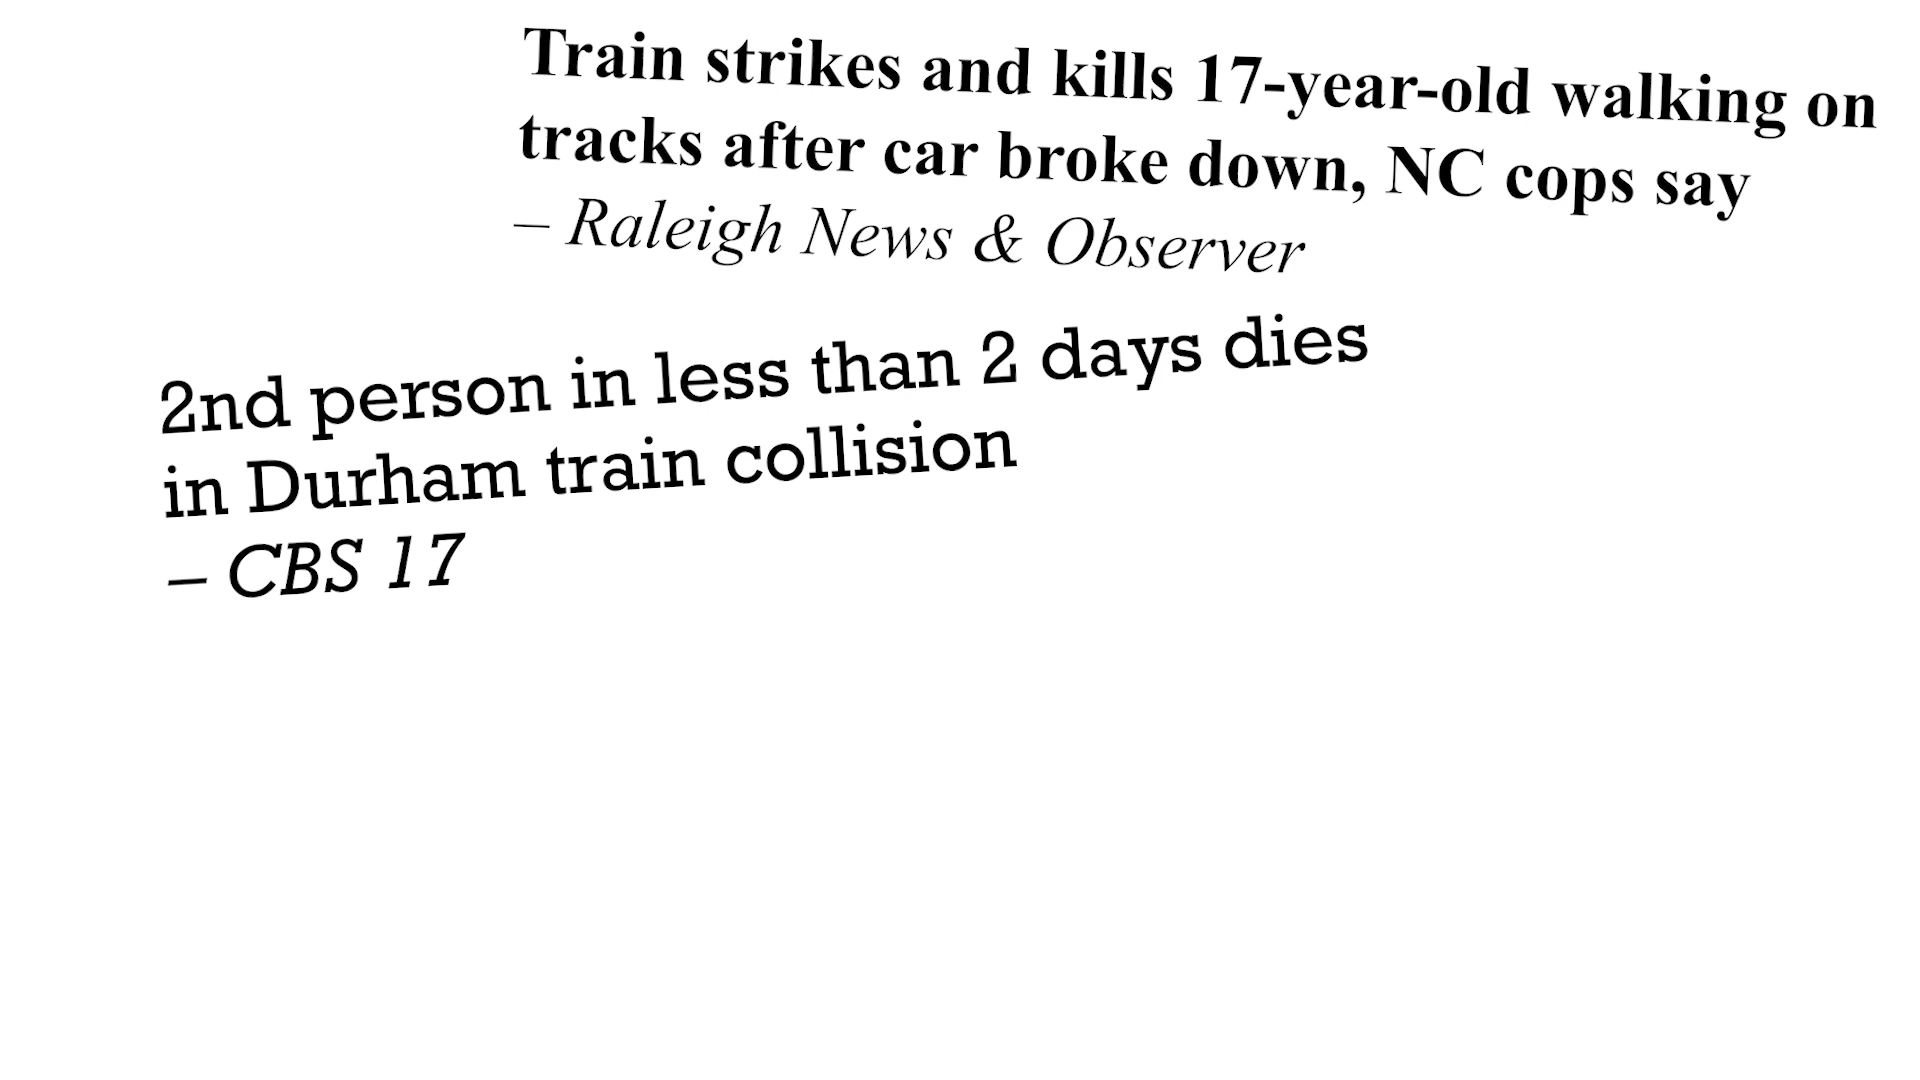 Train strikes and kills 17-year-old walking on
tracks after car broke down, NC cops say
– Raleigh News & Observer
2nd person in less than 2 days dies
in Durham train collision
– CBS 17